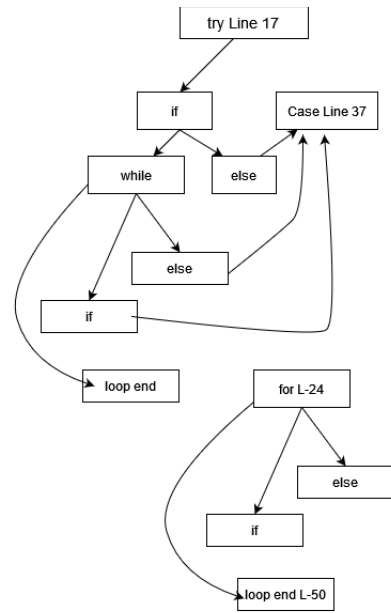 try Line 17
if
Case Line 37
while
else
else
if
loop end
for L-24
else
if
loop end L-50